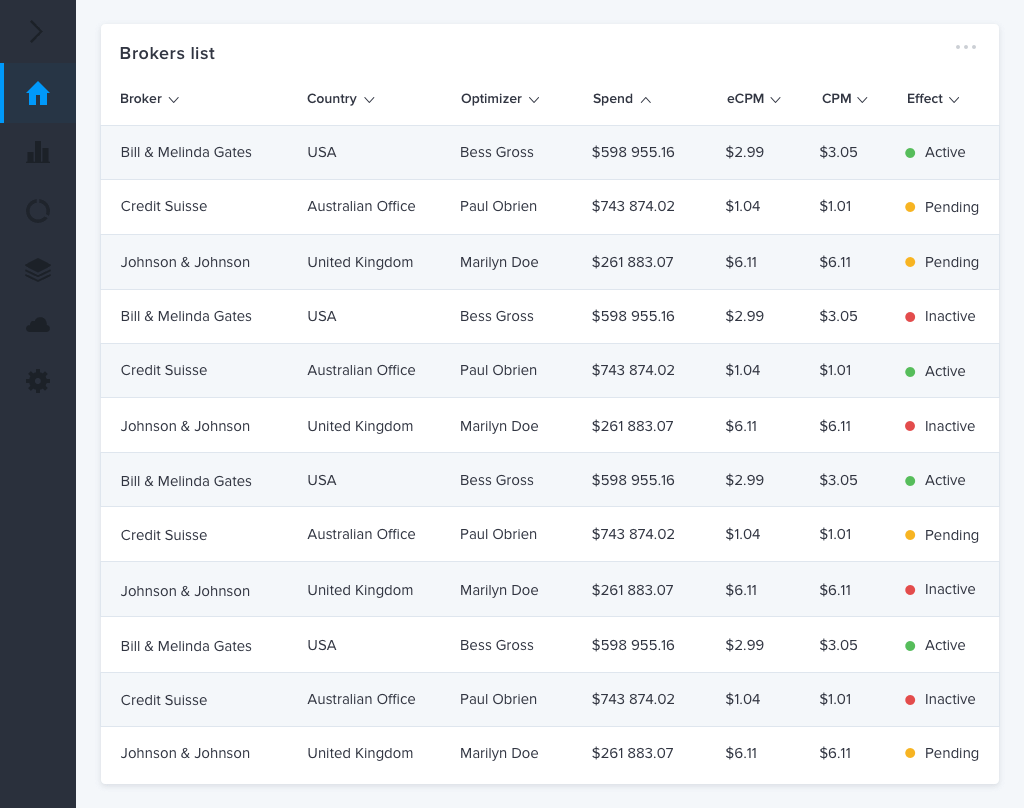 Brokers list
Broker Country Optimizer Spend eCPM CPM Effect
Bill & Melinda Gates USA Bess Gross $598 955.16 $2.99 $3.05 Active
Credit Suisse Australian Office Paul Obrien $743 874.02 $1.04 $1.01 Pending
Johnson & Johnson United Kingdom Marilyn Doe $261 883.07 $6.11 $6.11 Pending
Bill & Melinda Gates USA Bess Gross $598 955.16 $2.99 $3.05 Inactive
Credit Suisse Australian Office Paul Obrien $743 874.02 $1.04 $1.01 Active
Johnson & Johnson United Kingdom Marilyn Doe $261 883.07 $6.11 $6.11 Inactive
Bill & Melinda Gates USA Bess Gross $598 955.16 $2.99 $3.05 Active
Credit Suisse Australian Office Paul Obrien $743 874.02 $1.04 $1.01 Pending
Johnson & Johnson United Kingdom Marilyn Doe $261 883.07 $6.11 $6.11 Inactive
Bill & Melinda Gates USA Bess Gross $598 955.16 $2.99 $3.05 Active
Credit Suisse Australian Office Paul Obrien $743 874.02 $1.04 $1.01 Inactive
Johnson & Johnson United Kingdom Marilyn Doe $261 883.07 $6.11 $6.11 Pending